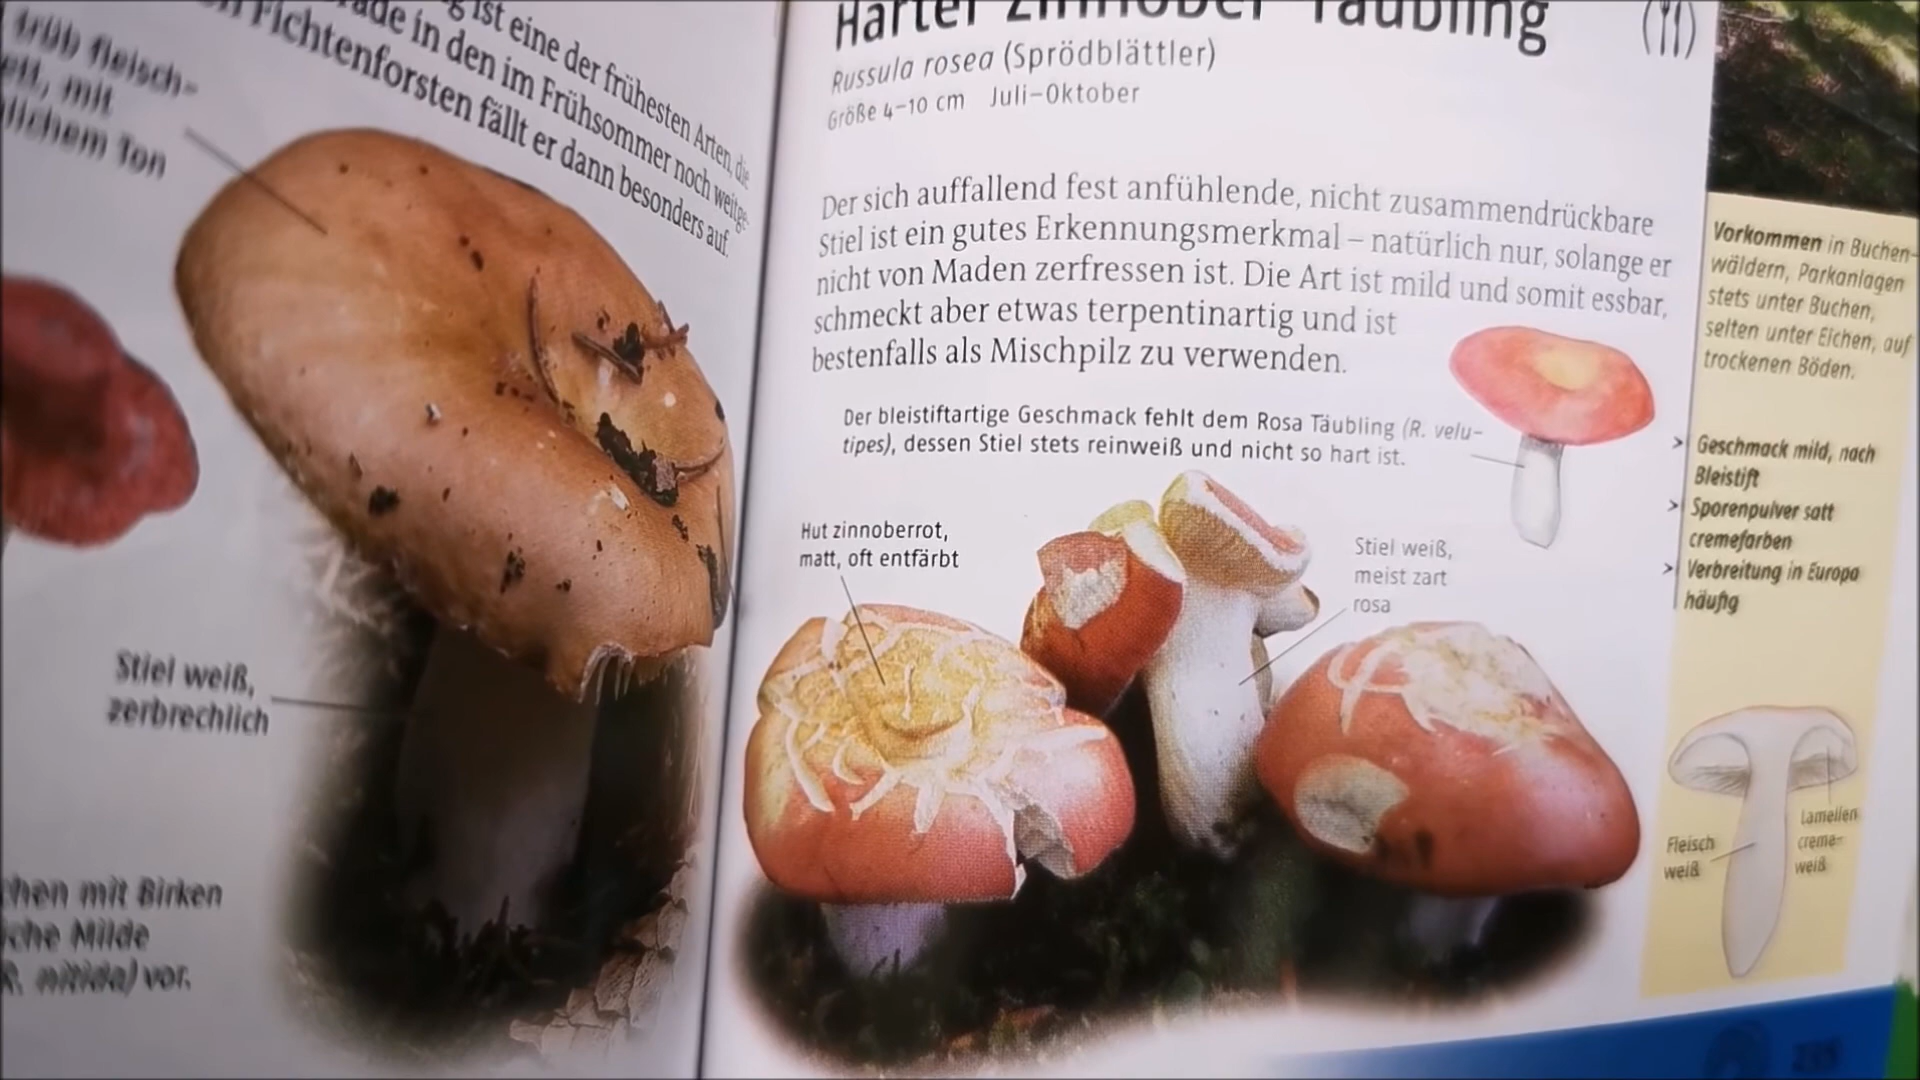 trüb fleisch-
mit
lichem Ton
ist eine der frühesten Arten, die
in den im Frühsommer noch weitge-
Fichtenforsten fällt er dann besonders auf.
Stiel weiß,
zerbrechlich
chen mit Birken
che Milde
R. nitida) vor.
Harter Zinnober-Täubling
Russula rosea (Sprödblättler)
Größe 4–10 cm Juli–Oktober
Der sich auffallend fest anfühlende, nicht zusammendrückbare
Stiel ist ein gutes Erkennungsmerkmal – natürlich nur, solange er
nicht von Maden zerfressen ist. Die Art ist mild und somit essbar,
schmeckt aber etwas terpentinartig und ist
bestenfalls als Mischpilz zu verwenden.
Der bleistiftartige Geschmack fehlt dem Rosa Täubling (R. velu-
tipes), dessen Stiel stets reinweiß und nicht so hart ist.
Hut zinnoberrot,
matt, oft entfärbt
Stiel weiß,
meist zart
rosa
Vorkommen in Buchen-
wäldern, Parkanlagen
stets unter Buchen,
selten unter Eichen, auf
trockenen Böden.
> Geschmack mild, nach
Bleistift
> Sporenpulver satt
cremefarben
> Verbreitung in Europa
häufig
Fleisch
weiß
Lamellen
creme-
weiß